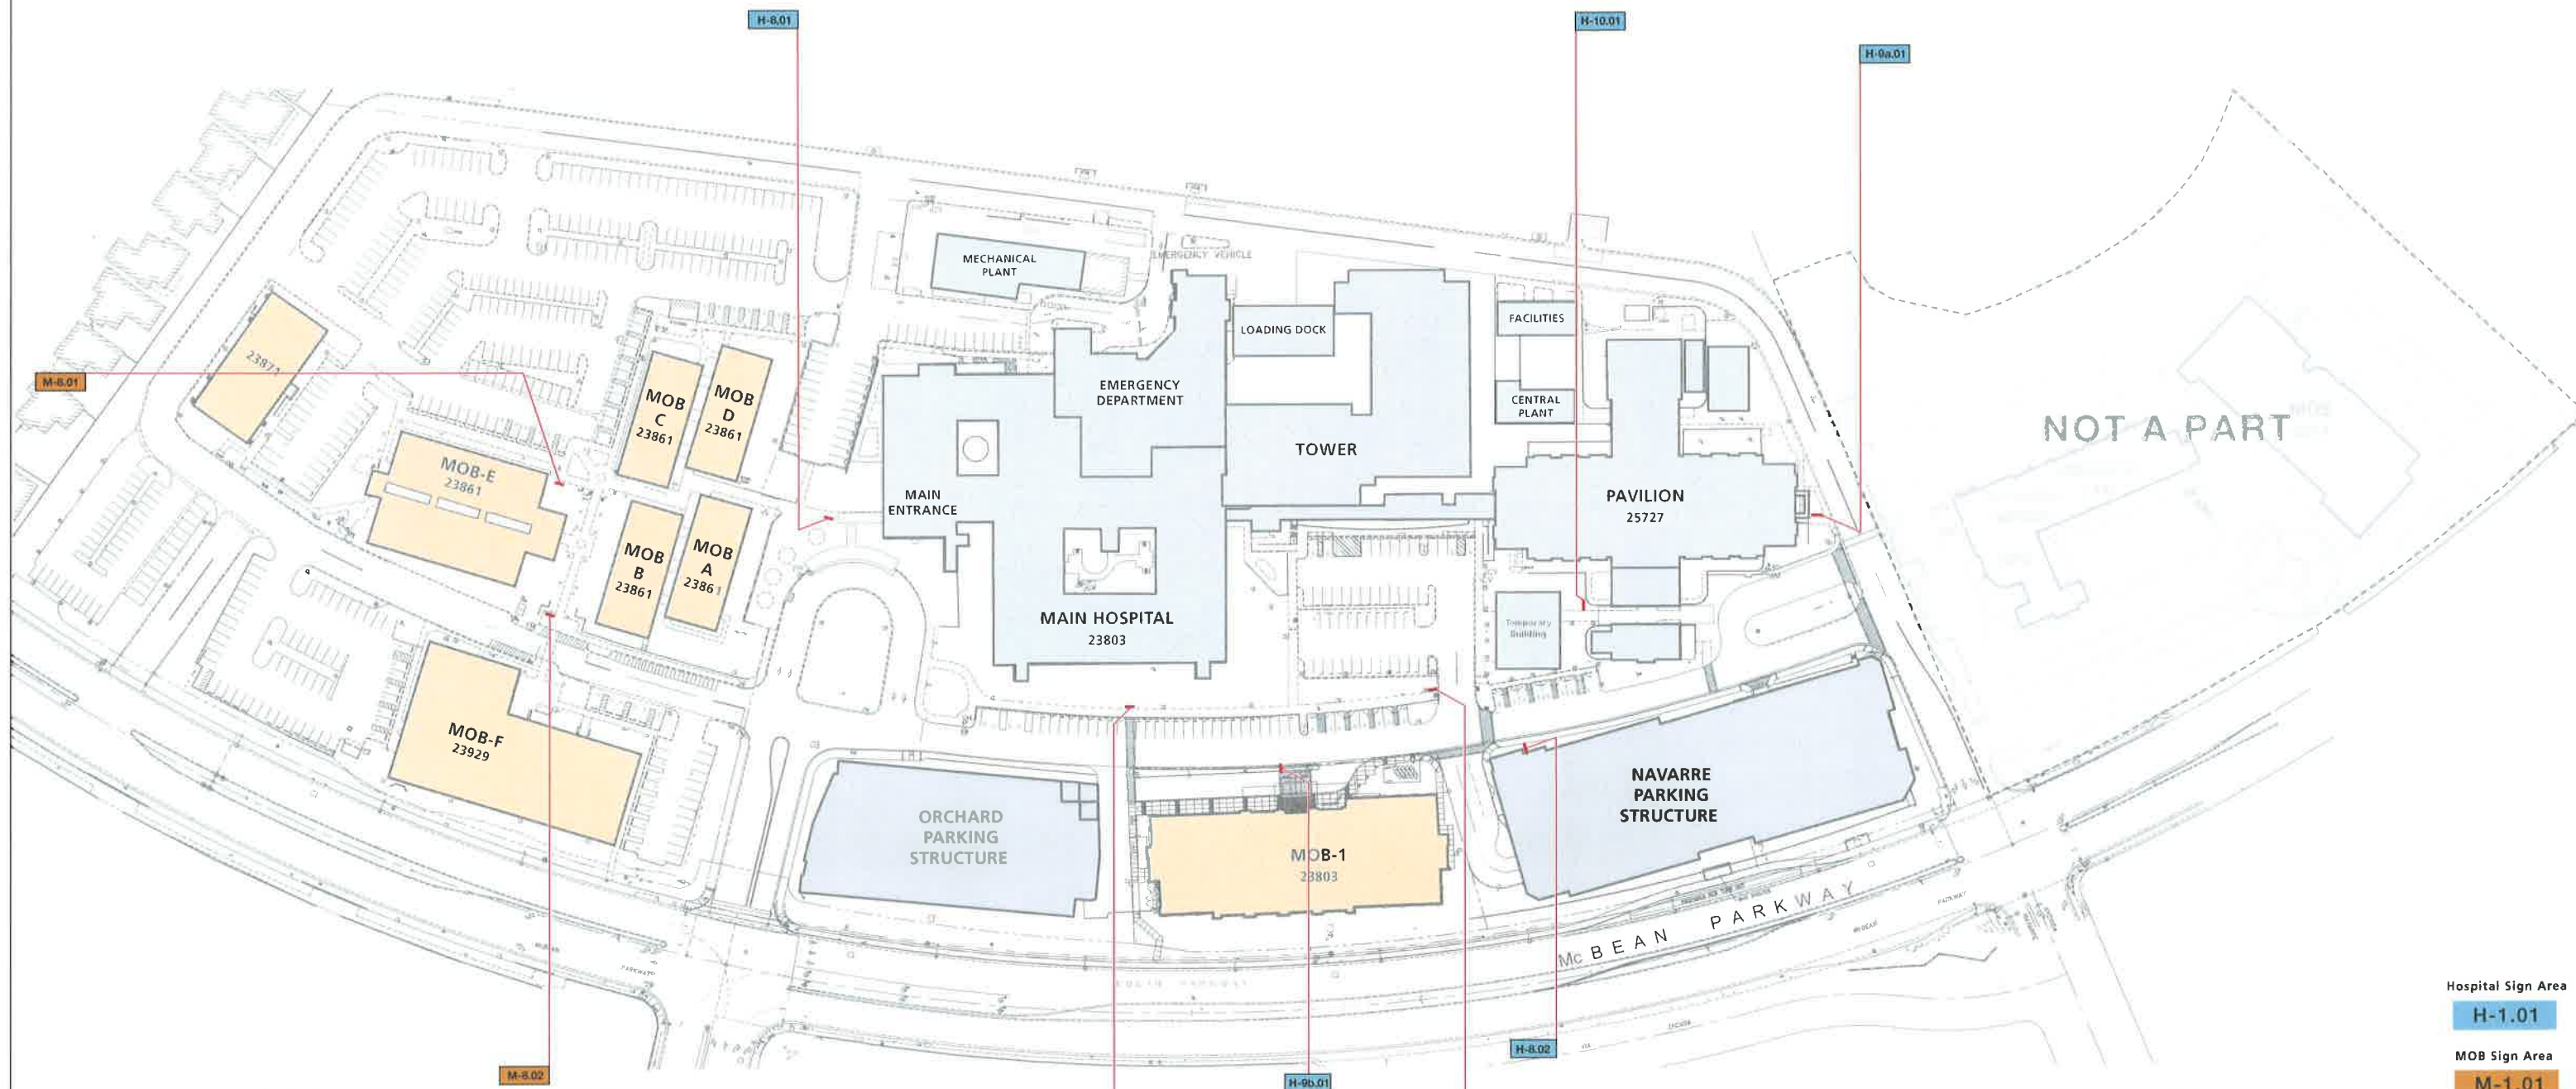 H-8.01
H-10.01
H-9a.01
MECHANICAL
PLANT
EMERGENCY VEHICLE
LOADING DOCK
FACILITIES
M-8.01
MOB
C
23861
MOB
D
23861
EMERGENCY
DEPARTMENT
CENTRAL
PLANT
NOT A PART
MOB-E
23861
TOWER
MAIN
ENTRANCE
PAVILION
25727
MOB
B
23861
MOB
A
23861
MAIN HOSPITAL
23803
Temporary
Building
MOB-F
23929
ORCHARD
PARKING
STRUCTURE
NAVARRE
PARKING
STRUCTURE
MOB-1
23803
Mc BEAN PARKWAY
PARKWAY
Hospital Sign Area
H-1.01
MOB Sign Area
M-1.01
H-8.02
M-8.02
H-9b.01